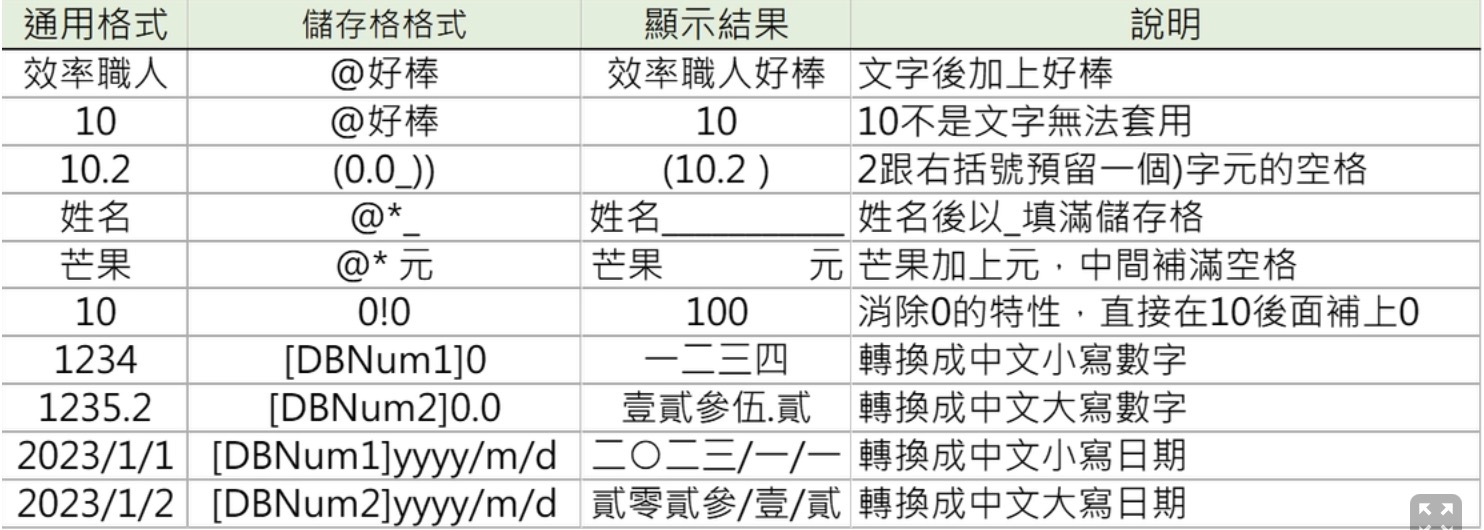 通用格式 儲存格格式 顯示結果 說明
效率職人 @好棒 效率職人好棒 文字後加上好棒
10 @好棒 10 10不是文字無法套用
10.2 (0.0_)) (10.2 ) 2跟右括號預留一個)字元的空格
姓名 @*_ 姓名___________ 姓名後以_填滿儲存格
芒果 @* 元 芒果 元 芒果加上元，中間補滿空格
10 0!0 100 消除0的特性，直接在10後面補上0
1234 [DBNum1]0 一二三四 轉換成中文小寫數字
1235.2 [DBNum2]0.0 壹貳參伍.貳 轉換成中文大寫數字
2023/1/1 [DBNum1]yyyy/m/d 二〇二三/一/一 轉換成中文小寫日期
2023/1/2 [DBNum2]yyyy/m/d 貳零貳參/壹/貳 轉換成中文大寫日期